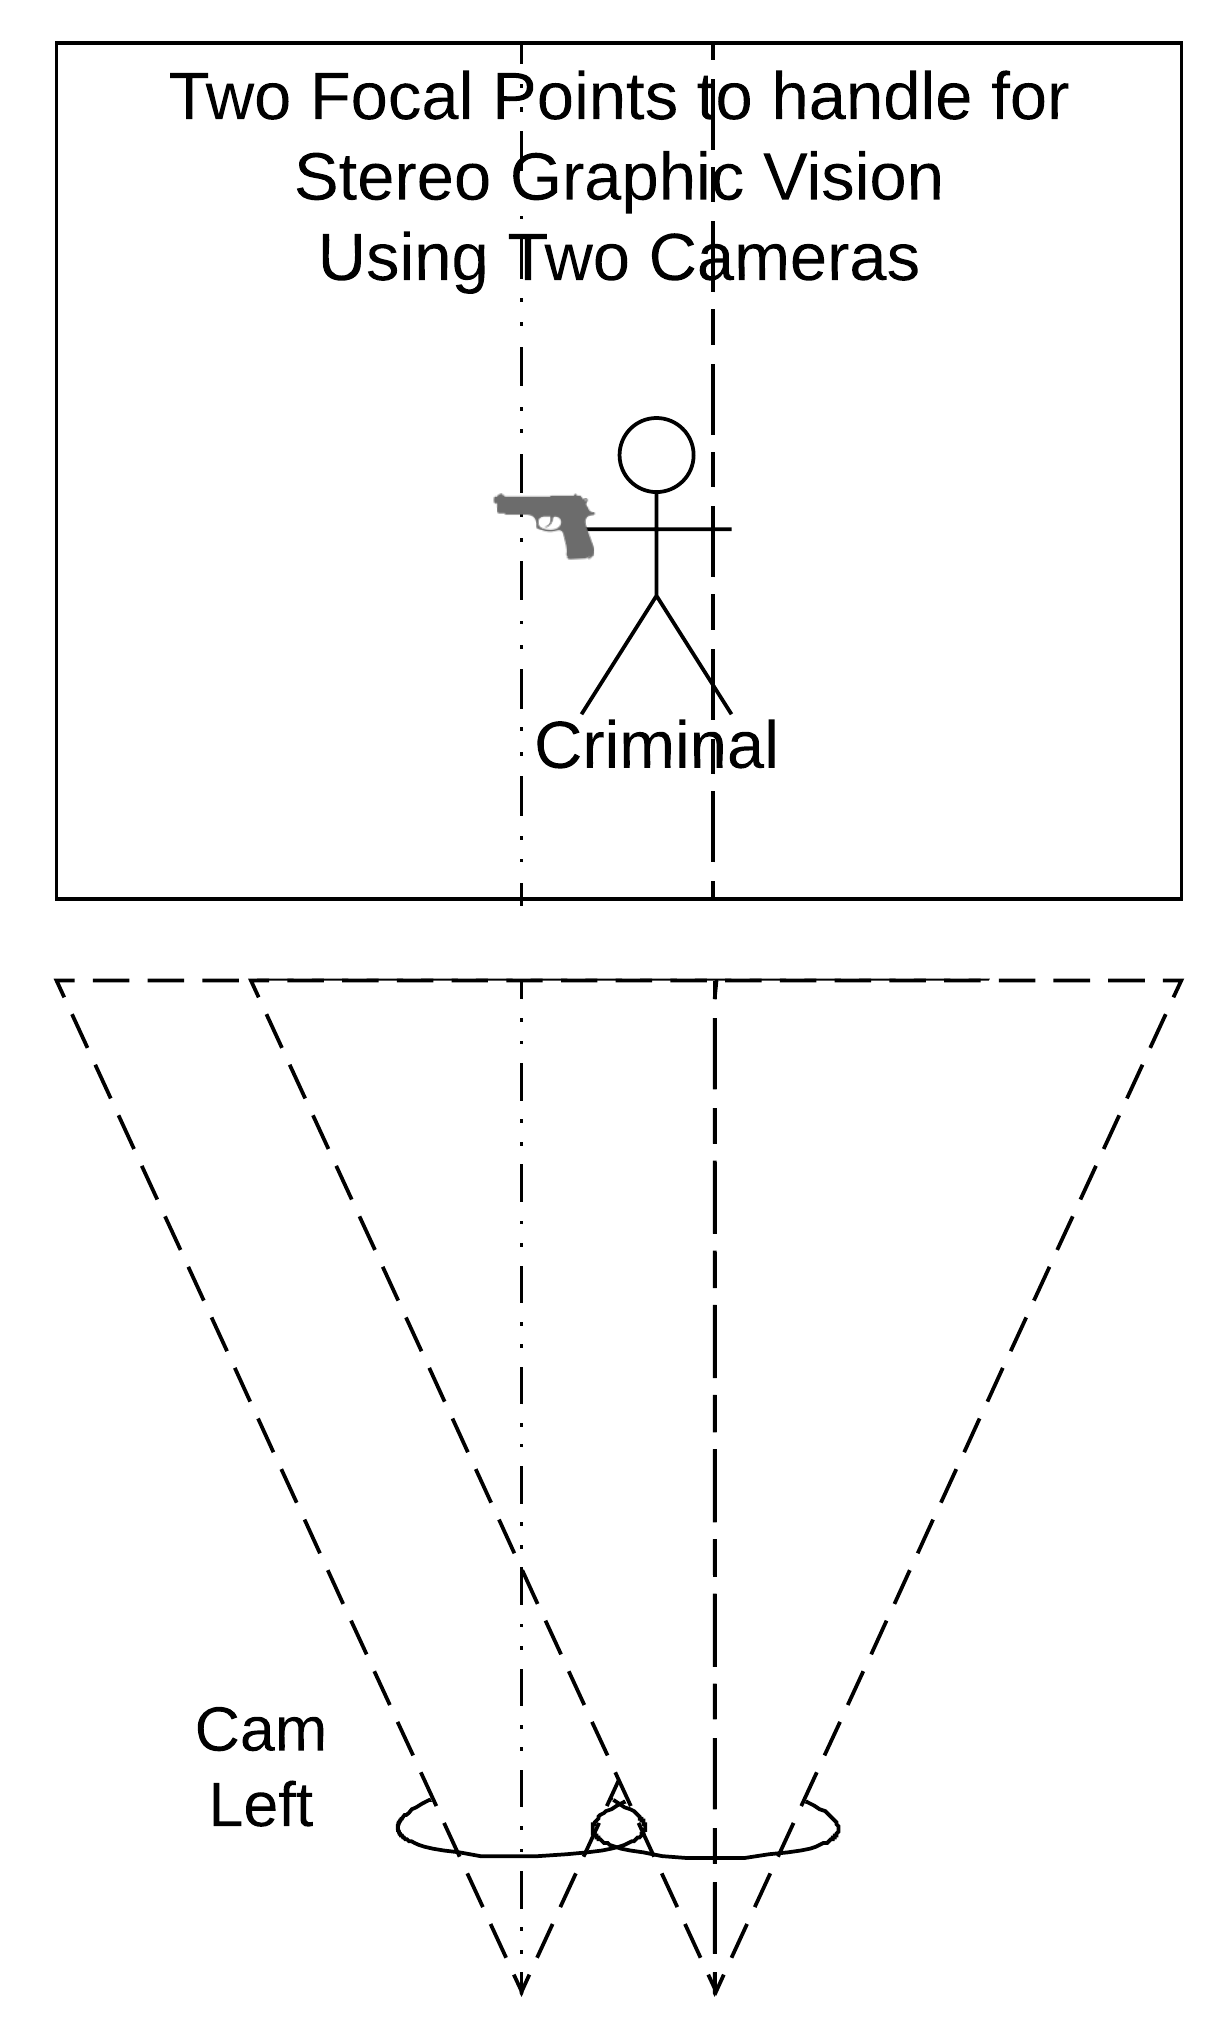 Two Focal Points to handle for
Stereo Graphic Vision
Using Two Cameras
Criminal
Cam
Left